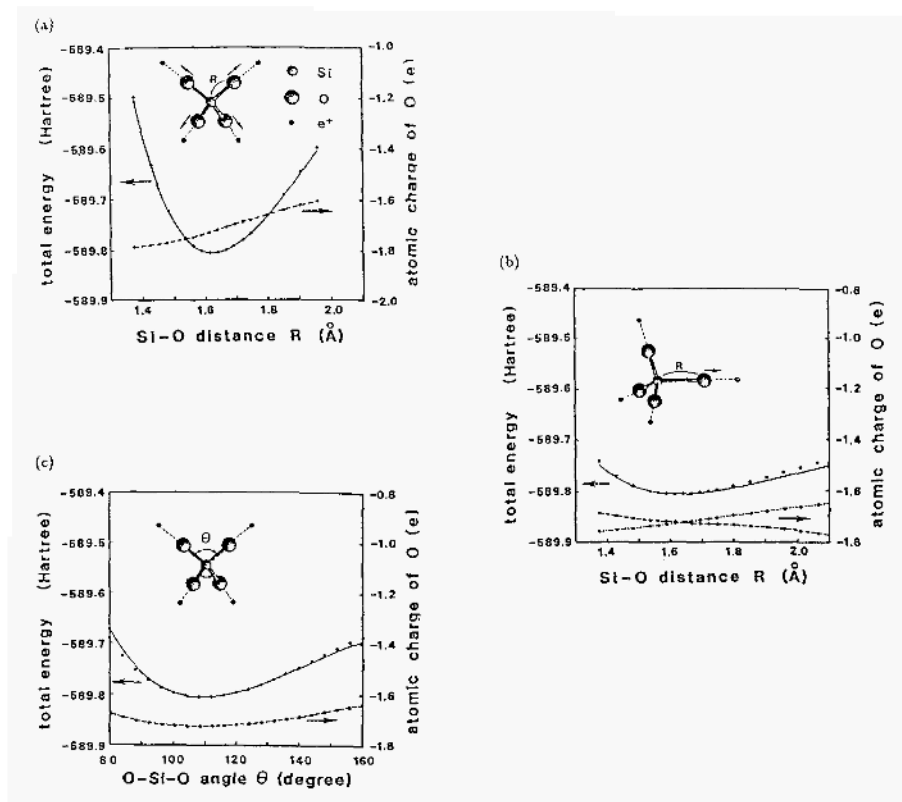 (a)
-589.4
-589.5
-589.6
-589.7
-589.8
-589.9
total energy (Hartree)
R
Si
O
e+
-1.0
-1.2
-1.4
-1.6
-1.8
-2.0
atomic charge of O (e)
1.4 1.6 1.8 2.0
Si-O distance R (Å)
(b)
-589.4
-589.5
-589.6
-589.7
-589.8
-589.9
total energy (Hartree)
R
-0.8
-1.0
-1.2
-1.4
-1.6
-1.8
atomic charge of O (e)
1.4 1.6 1.8 2.0
Si-O distance R (Å)
(c)
-589.4
-589.5
-589.6
-589.7
-589.8
-589.9
total energy (Hartree)
θ
-0.8
-1.0
-1.2
-1.4
-1.6
-1.8
atomic charge of O (e)
80 100 120 140 160
O-Si-O angle θ (degree)